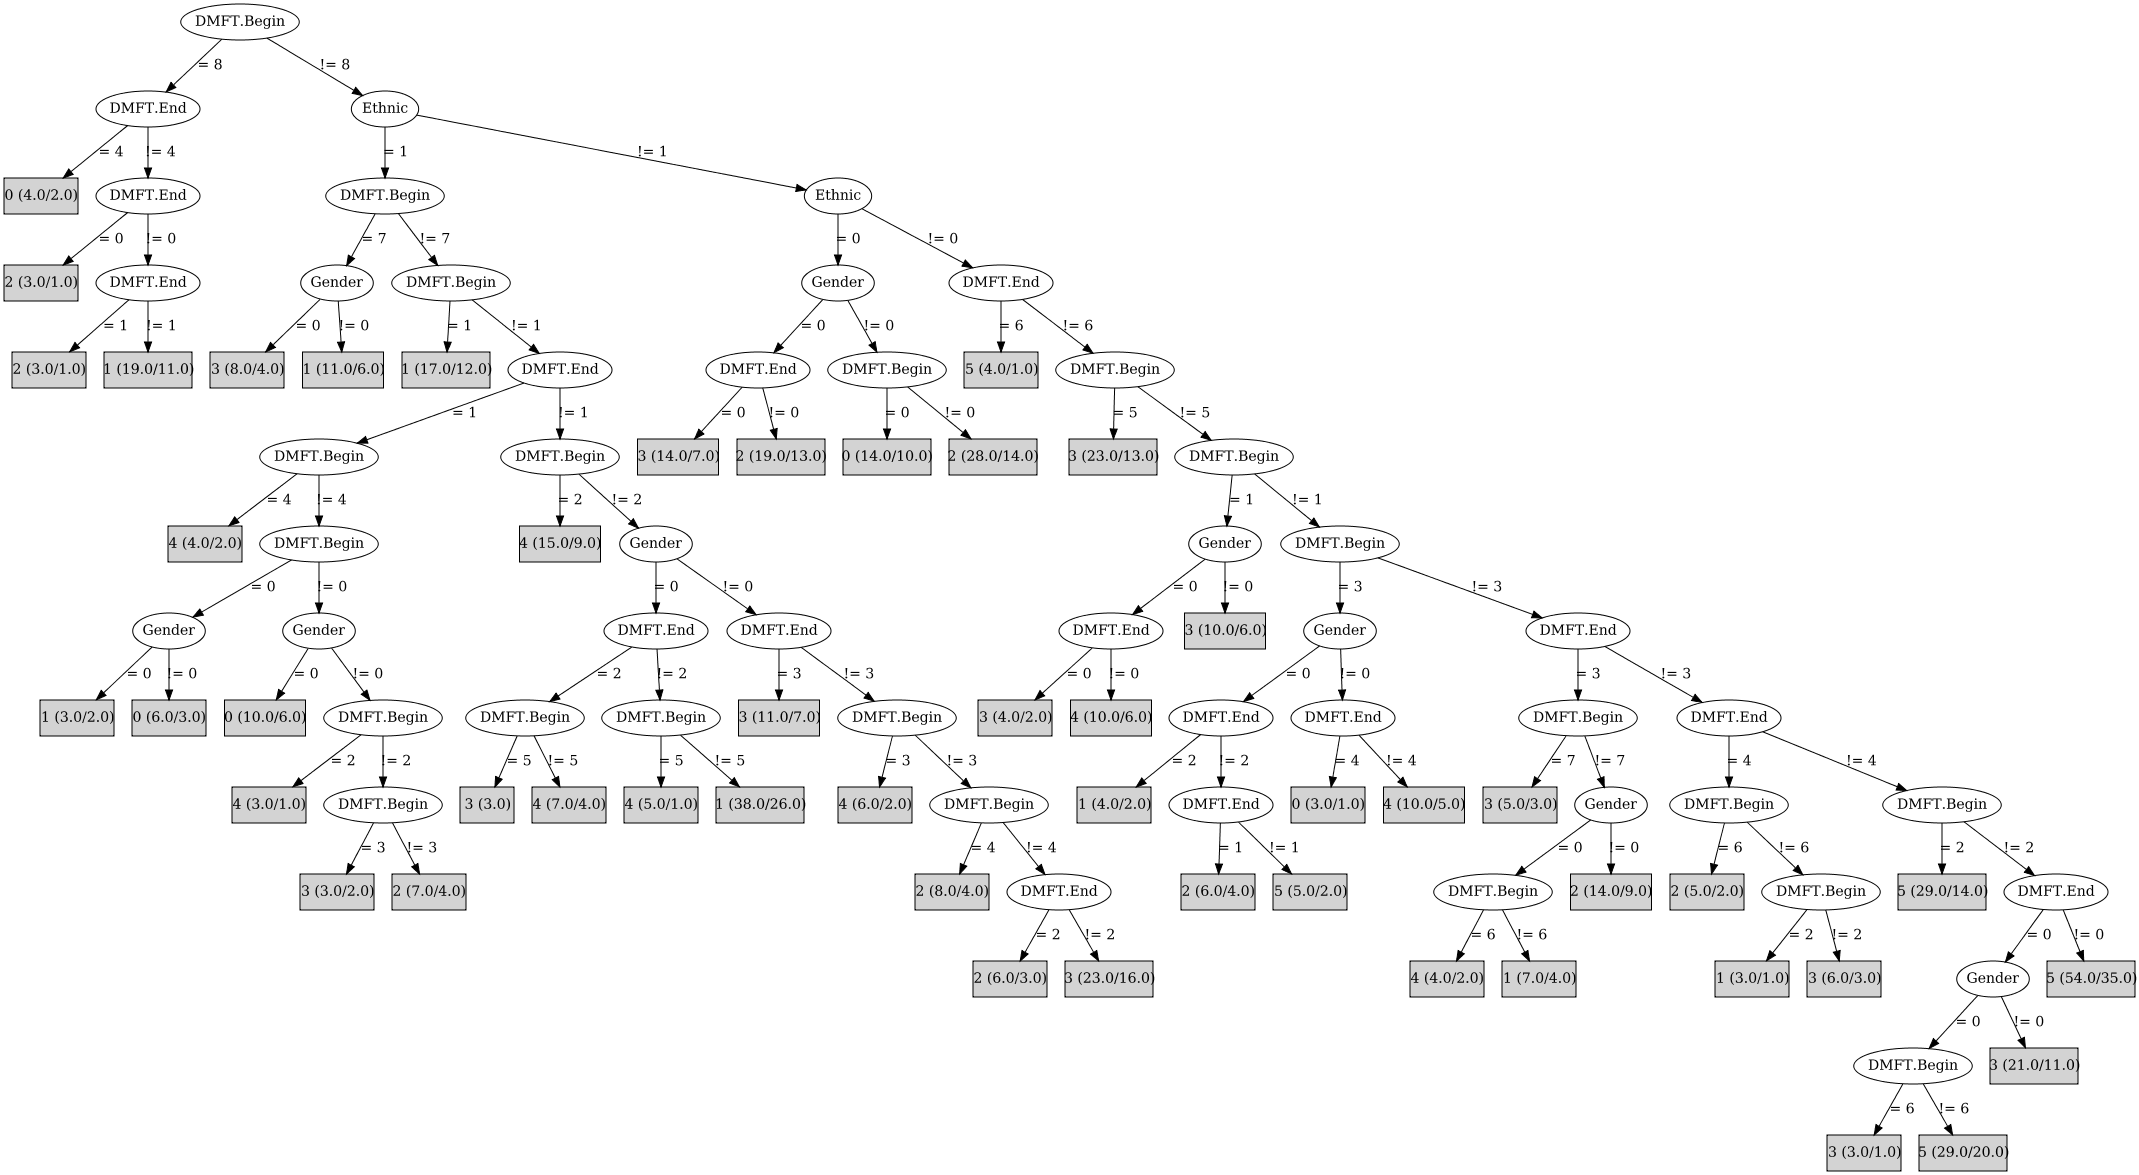 DMFT.Begin
= 8 != 8
DMFT.End Ethnic
= 4 != 4 = 1 != 1
0 (4.0/2.0) DMFT.End DMFT.Begin Ethnic
= 0 != 0 = 7 != 7 = 0 != 0
2 (3.0/1.0) DMFT.End Gender DMFT.Begin Gender DMFT.End
= 1 != 1 = 0 != 0 = 1 != 1 = 0 != 0 = 6 != 6
2 (3.0/1.0) 1 (19.0/11.0) 3 (8.0/4.0) 1 (11.0/6.0) 1 (17.0/12.0) DMFT.End DMFT.End DMFT.Begin 5 (4.0/1.0) DMFT.Begin
= 1 != 1 = 0 != 0 = 0 != 0 = 5 != 5
DMFT.Begin DMFT.Begin 3 (14.0/7.0) 2 (19.0/13.0) 0 (14.0/10.0) 2 (28.0/14.0) 3 (23.0/13.0) DMFT.Begin
= 4 != 4 = 2 != 2 = 1 != 1
4 (4.0/2.0) DMFT.Begin 4 (15.0/9.0) Gender Gender DMFT.Begin
= 0 != 0 = 0 != 0 = 0 != 0 = 3 != 3
Gender Gender DMFT.End DMFT.End DMFT.End 3 (10.0/6.0) Gender DMFT.End
= 0 != 0 = 0 != 0 = 2 != 2 = 3 != 3 = 0 != 0 = 0 != 0 = 3 != 3
1 (3.0/2.0) 0 (6.0/3.0) 0 (10.0/6.0) DMFT.Begin DMFT.Begin DMFT.Begin 3 (11.0/7.0) DMFT.Begin 3 (4.0/2.0) 4 (10.0/6.0) DMFT.End DMFT.End DMFT.Begin DMFT.End
= 2 != 2 = 5 != 5 = 5 != 5 = 3 != 3 = 2 != 2 = 4 != 4 = 7 != 7 = 4 != 4
4 (3.0/1.0) DMFT.Begin 3 (3.0) 4 (7.0/4.0) 4 (5.0/1.0) 1 (38.0/26.0) 4 (6.0/2.0) DMFT.Begin 1 (4.0/2.0) DMFT.End 0 (3.0/1.0) 4 (10.0/5.0) 3 (5.0/3.0) Gender DMFT.Begin DMFT.Begin
= 3 != 3 = 4 != 4 = 1 != 1 = 0 != 0 = 6 != 6 = 2 != 2
3 (3.0/2.0) 2 (7.0/4.0) 2 (8.0/4.0) DMFT.End 2 (6.0/4.0) 5 (5.0/2.0) DMFT.Begin 2 (14.0/9.0) 2 (5.0/2.0) DMFT.Begin 5 (29.0/14.0) DMFT.End
= 2 != 2 = 6 != 6 = 2 != 2 = 0 != 0
2 (6.0/3.0) 3 (23.0/16.0) 4 (4.0/2.0) 1 (7.0/4.0) 1 (3.0/1.0) 3 (6.0/3.0) Gender 5 (54.0/35.0)
= 0 != 0
DMFT.Begin 3 (21.0/11.0)
= 6 != 6
3 (3.0/1.0) 5 (29.0/20.0)